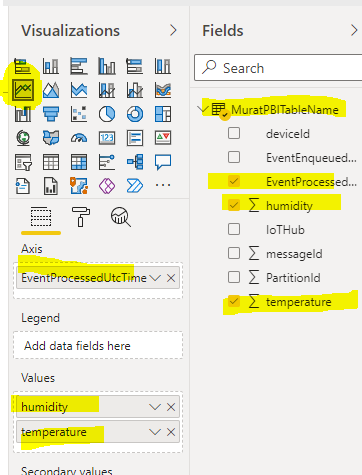 Visualizations
Axis
EventProcessedUtcTime
Legend
Add data fields here
Values
humidity
temperature
Secondary values
Fields
Search
MuratPBITableName
deviceId
EventEnqueued...
EventProcessed...
humidity
IoTHub
messageId
PartitionId
temperature